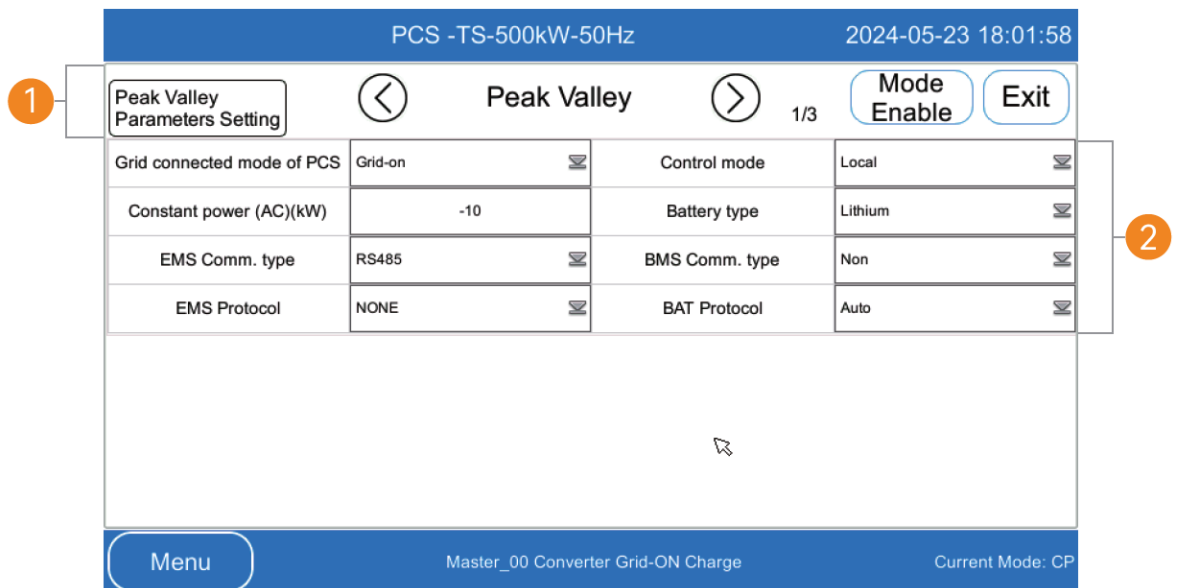 PCS -TS-500kW-50Hz 2024-05-23 18:01:58
1
Peak Valley
Parameters Setting
Peak Valley
1/3
Mode
Enable
Exit
Grid connected mode of PCS Grid-on Control mode Local
Constant power (AC)(kW) -10 Battery type Lithium
2
EMS Comm. type RS485 BMS Comm. type Non
EMS Protocol NONE BAT Protocol Auto
Menu Master_00 Converter Grid-ON Charge Current Mode: CP